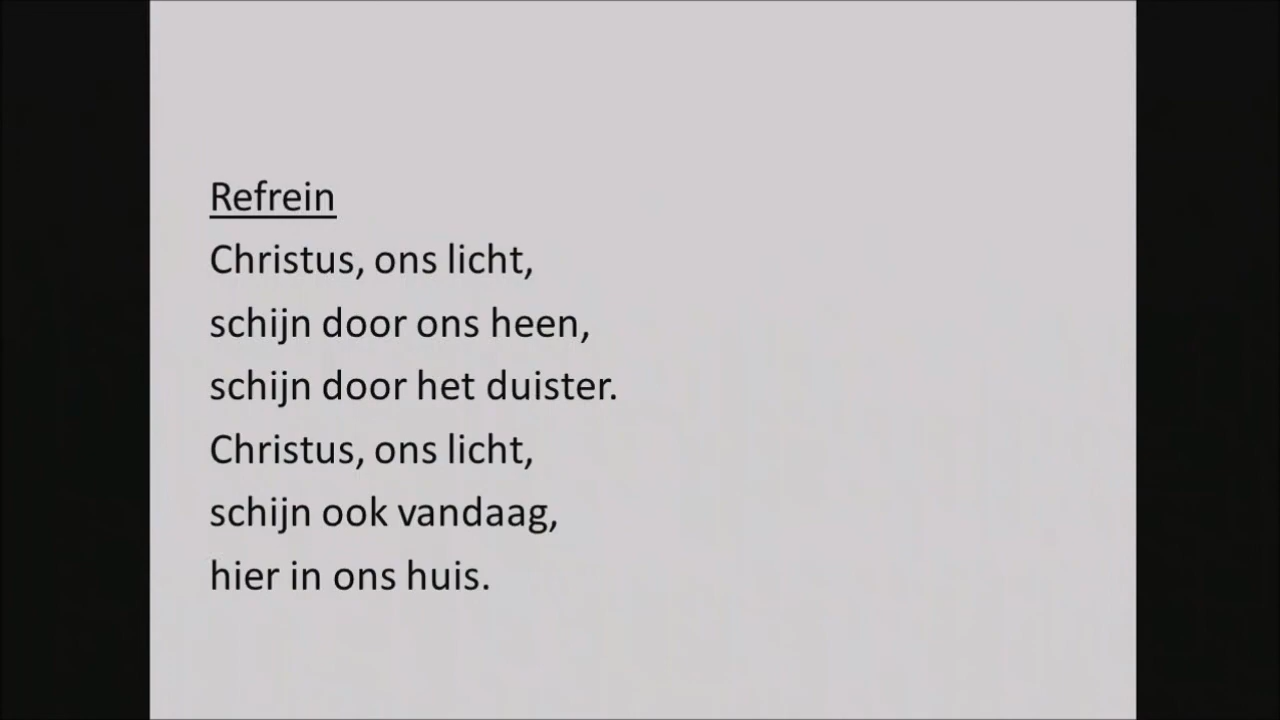 Refrein
Christus, ons licht,
schijn door ons heen,
schijn door het duister.
Christus, ons licht,
schijn ook vandaag,
hier in ons huis.